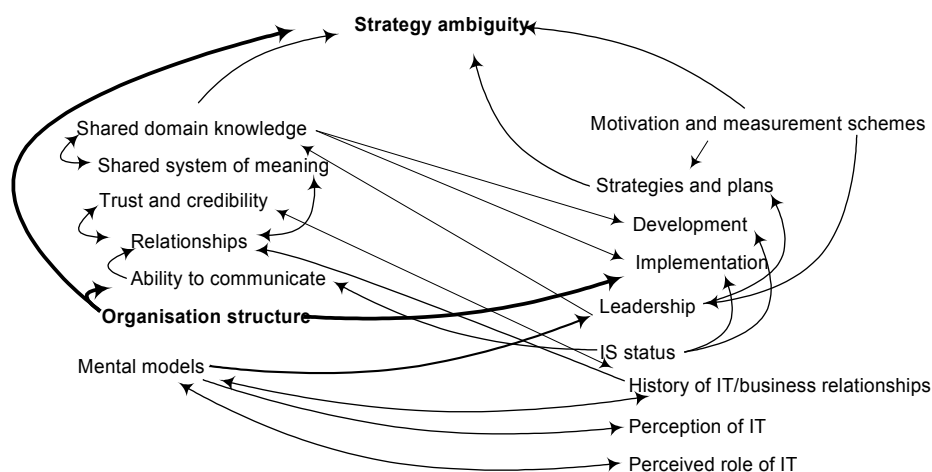 Strategy ambiguity
Shared domain knowledge
Shared system of meaning
Trust and credibility
Relationships
Ability to communicate
Organisation structure
Mental models
Motivation and measurement schemes
Strategies and plans
Development
Implementation
Leadership
IS status
History of IT/business relationships
Perception of IT
Perceived role of IT